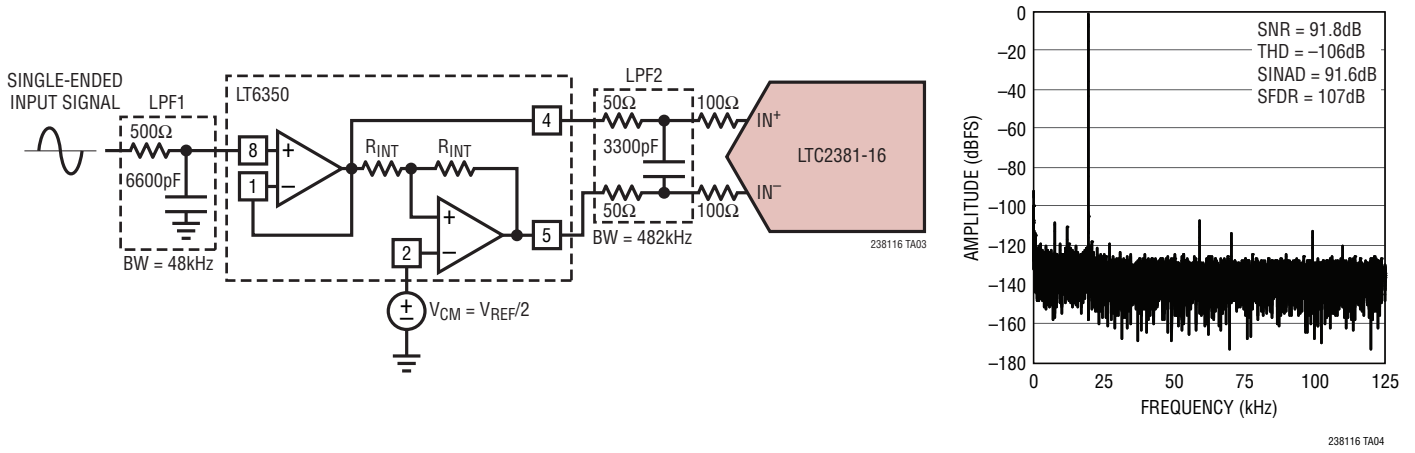 SINGLE-ENDED
INPUT SIGNAL
LPF1
500Ω
6600pF
BW = 48kHz
LT6350
8
+
1
−
RINT
RINT
+
2
−
4
5
+
−
VCM = VREF/2
LPF2
50Ω
3300pF
50Ω
BW = 482kHz
100Ω
100Ω
IN+
IN−
LTC2381-16
238116 TA03
SNR = 91.8dB
THD = –106dB
SINAD = 91.6dB
SFDR = 107dB
AMPLITUDE (dBFS)
0
–20
–40
–60
–80
–100
–120
–140
–160
–180
0 25 50 75 100 125
FREQUENCY (kHz)
238116 TA04